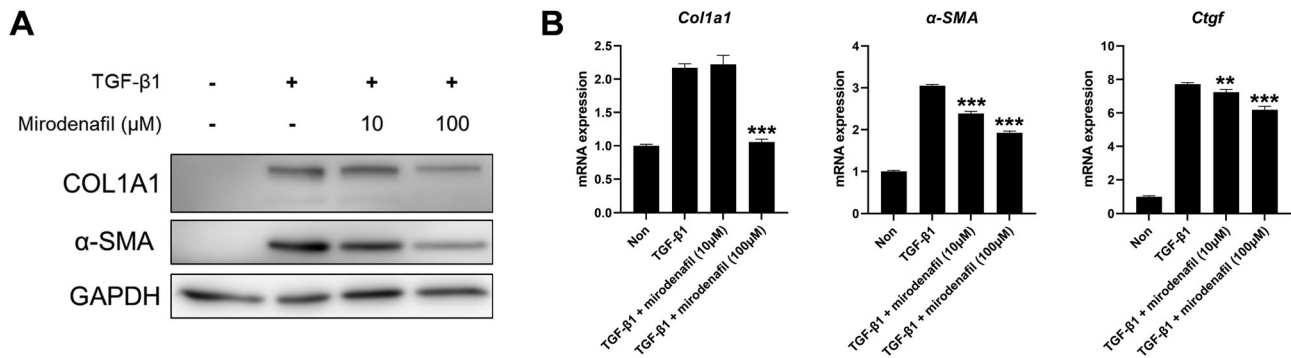 A
TGF-β1 - + + +
Mirodenafil (μM) - - 10 100
COL1A1
α-SMA
GAPDH
B
Col1a1
mRNA expression
2.5
2.0
1.5
1.0
0.5
0.0
***
Non
TGF-β1
TGF-β1 + mirodenafil (10μM)
TGF-β1 + mirodenafil (100μM)
α-SMA
mRNA expression
4
3
2
1
0
***
***
Non
TGF-β1
TGF-β1 + mirodenafil (10μM)
TGF-β1 + mirodenafil (100μM)
Ctgf
mRNA expression
10
8
6
4
2
0
**
***
Non
TGF-β1
TGF-β1 + mirodenafil (10μM)
TGF-β1 + mirodenafil (100μM)